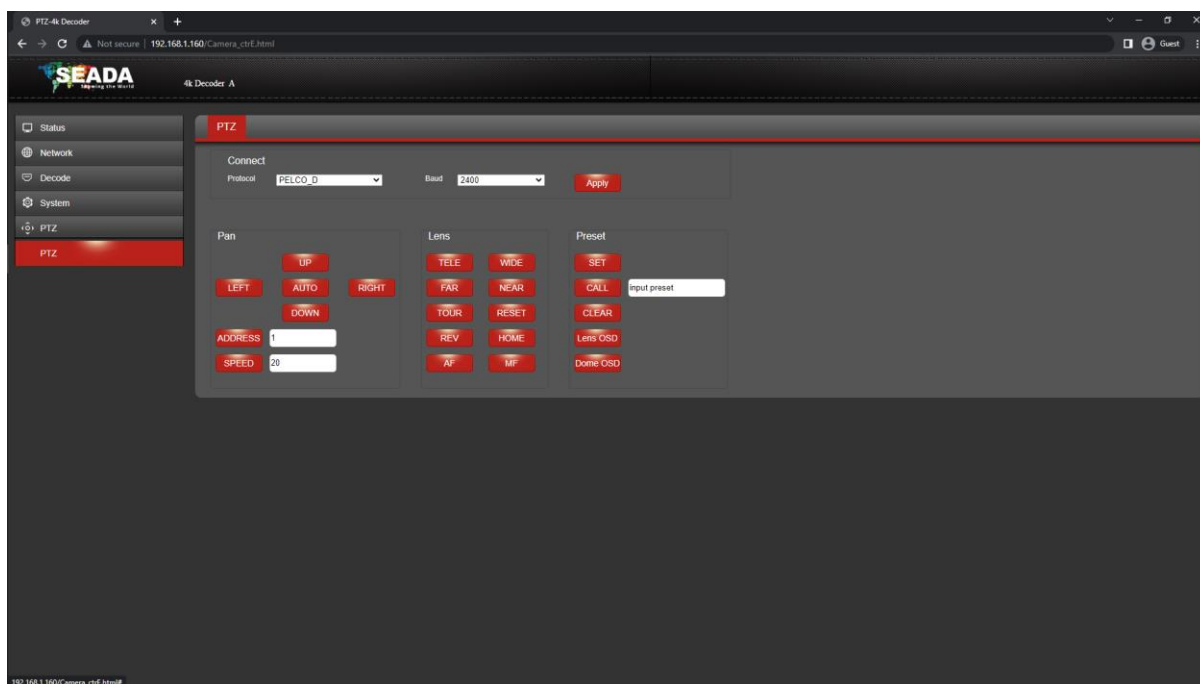 PTZ-4k Decoder
Not secure | 192.168.1.160/Camera_ctrE.html
Guest
SEADA
Showing the World
4k Decoder A
Status
Network
Decode
System
PTZ
PTZ
PTZ
Connect
Protocol PELCO_D Baud 2400 Apply
Pan
UP
LEFT AUTO RIGHT
DOWN
ADDRESS 1
SPEED 20
Lens
TELE WIDE
FAR NEAR
TOUR RESET
REV HOME
AF MF
Preset
SET
CALL input preset
CLEAR
Lens OSD
Dome OSD
192.168.1.160/Camera_ctrE.html#